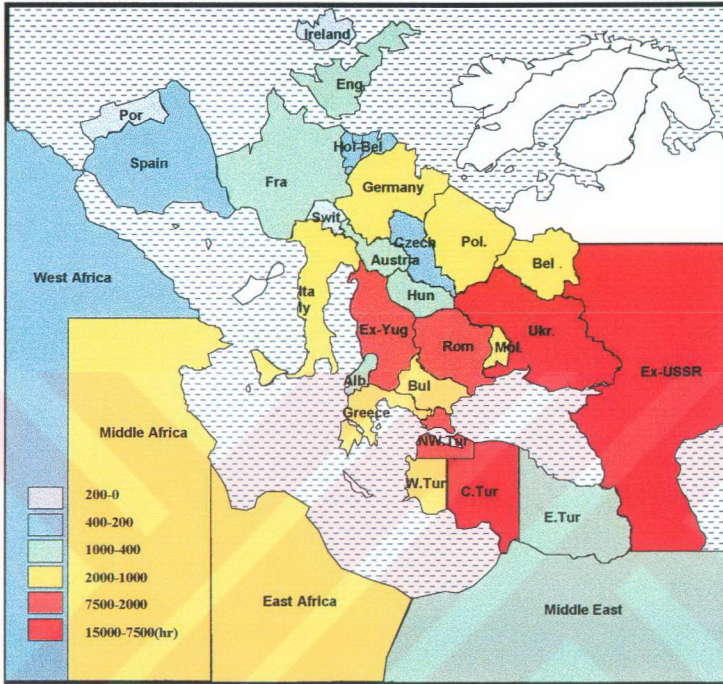 Ireland
Eng.
Por
Spain
Hol-Bel
Fra
Germany
Swit
Czech
Pol.
Austria
Bel .
West Africa
Ita
ly
Hun
Ex-Yug
Rom
Mol.
Ukr.
Ex-USSR
Alb.
Bul
Greece
Middle Africa
NW.Tur
W.Tur
C.Tur
E.Tur
200-0
400-200
1000-400
2000-1000
7500-2000
15000-7500(hr)
East Africa
Middle East